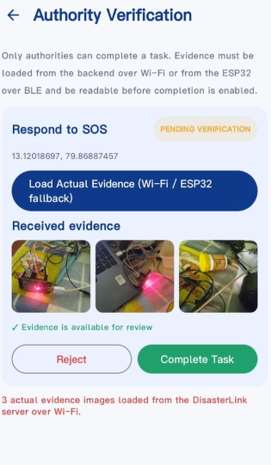 ← Authority Verification
Only authorities can complete a task. Evidence must be
loaded from the backend over Wi-Fi or from the ESP32
over BLE and be readable before completion is enabled.
Respond to SOS
PENDING VERIFICATION
13.12018697, 79.86887457
Load Actual Evidence (Wi-Fi / ESP32
fallback)
Received evidence
✓ Evidence is available for review
Reject
Complete Task
3 actual evidence images loaded from the DisasterLink
server over Wi-Fi.